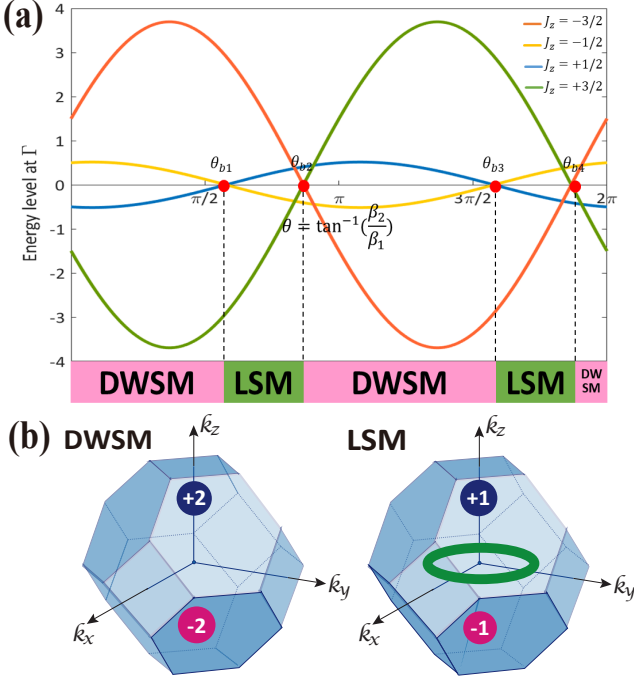 (a)
4
3
2
1
0
-1
-2
-3
-4
Energy level at Γ
J_z = −3/2
J_z = −1/2
J_z = +1/2
J_z = +3/2
θ_b1
θ_b2
θ_b3
θ_b4
π/2
π
3π/2
2π
θ = tan⁻¹(β₂/β₁)
DWSM
LSM
DWSM
LSM
DW
SM
(b)
DWSM
LSM
k_z
+2
k_y
k_x
-2
k_z
+1
k_y
k_x
-1